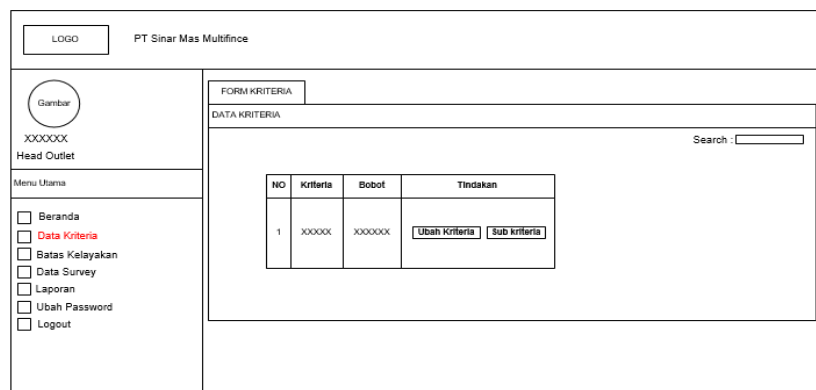 LOGO PT Sinar Mas Multifince
Gambar
XXXXXX
Head Outlet
Menu Utama
Beranda
Data Kriteria
Batas Kelayakan
Data Survey
Laporan
Ubah Password
Logout
FORM KRITERIA
DATA KRITERIA
Search :
NO Kriteria Bobot Tindakan
1 XXXXX XXXXXX Ubah Kriteria Sub kriteria